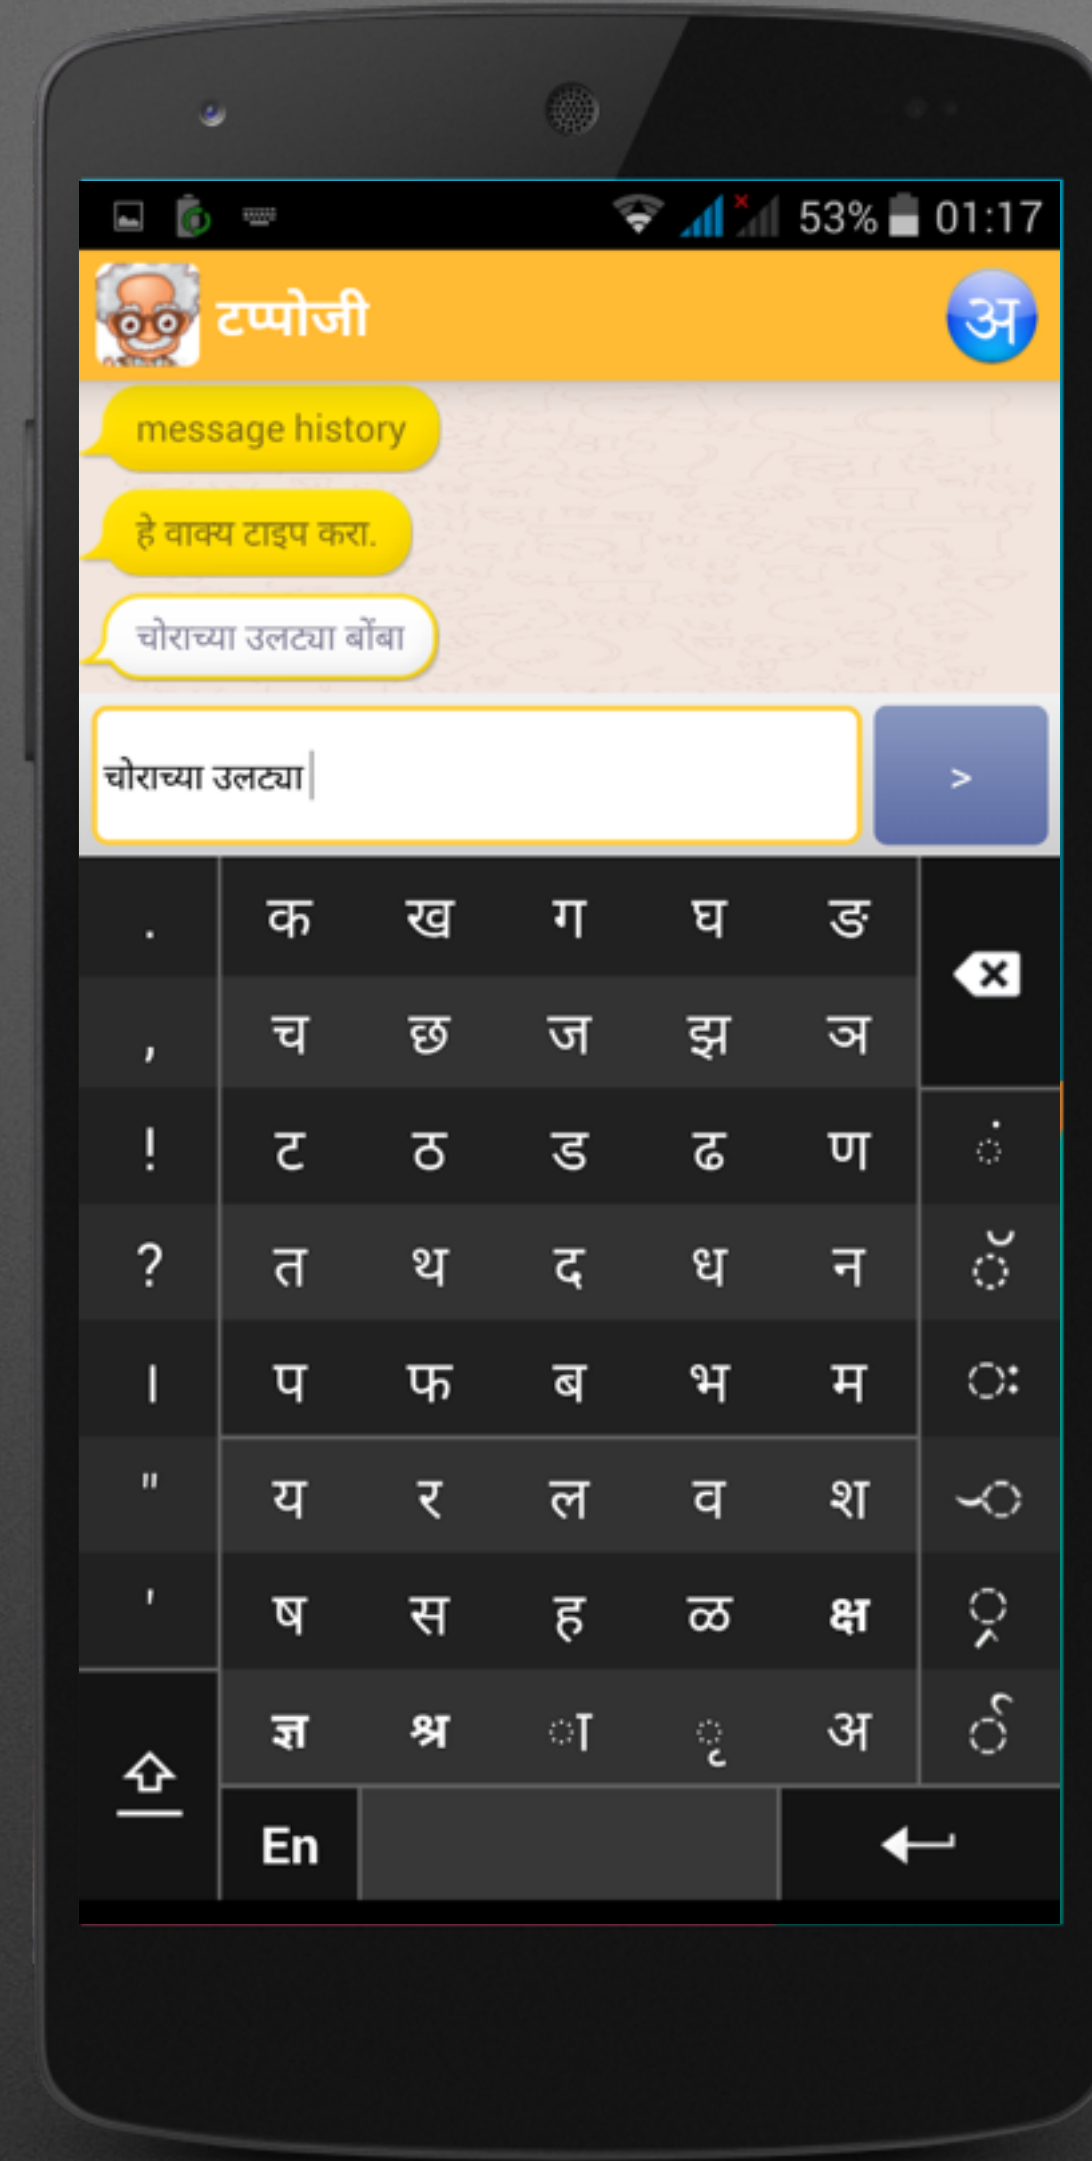 53% 01:17
टप्पोजी अ
message history
हे वाक्य टाइप करा.
चोराच्या उलट्या बोंबा
चोराच्या उलट्या >
. क ख ग घ ङ
, च छ ज झ ञ
! ट ठ ड ढ ण ं
? त थ द ध न ॅ
। प फ ब भ म ः
" य र ल व श
' ष स ह ळ क्ष
ज्ञ श्र ा ृ अ
En